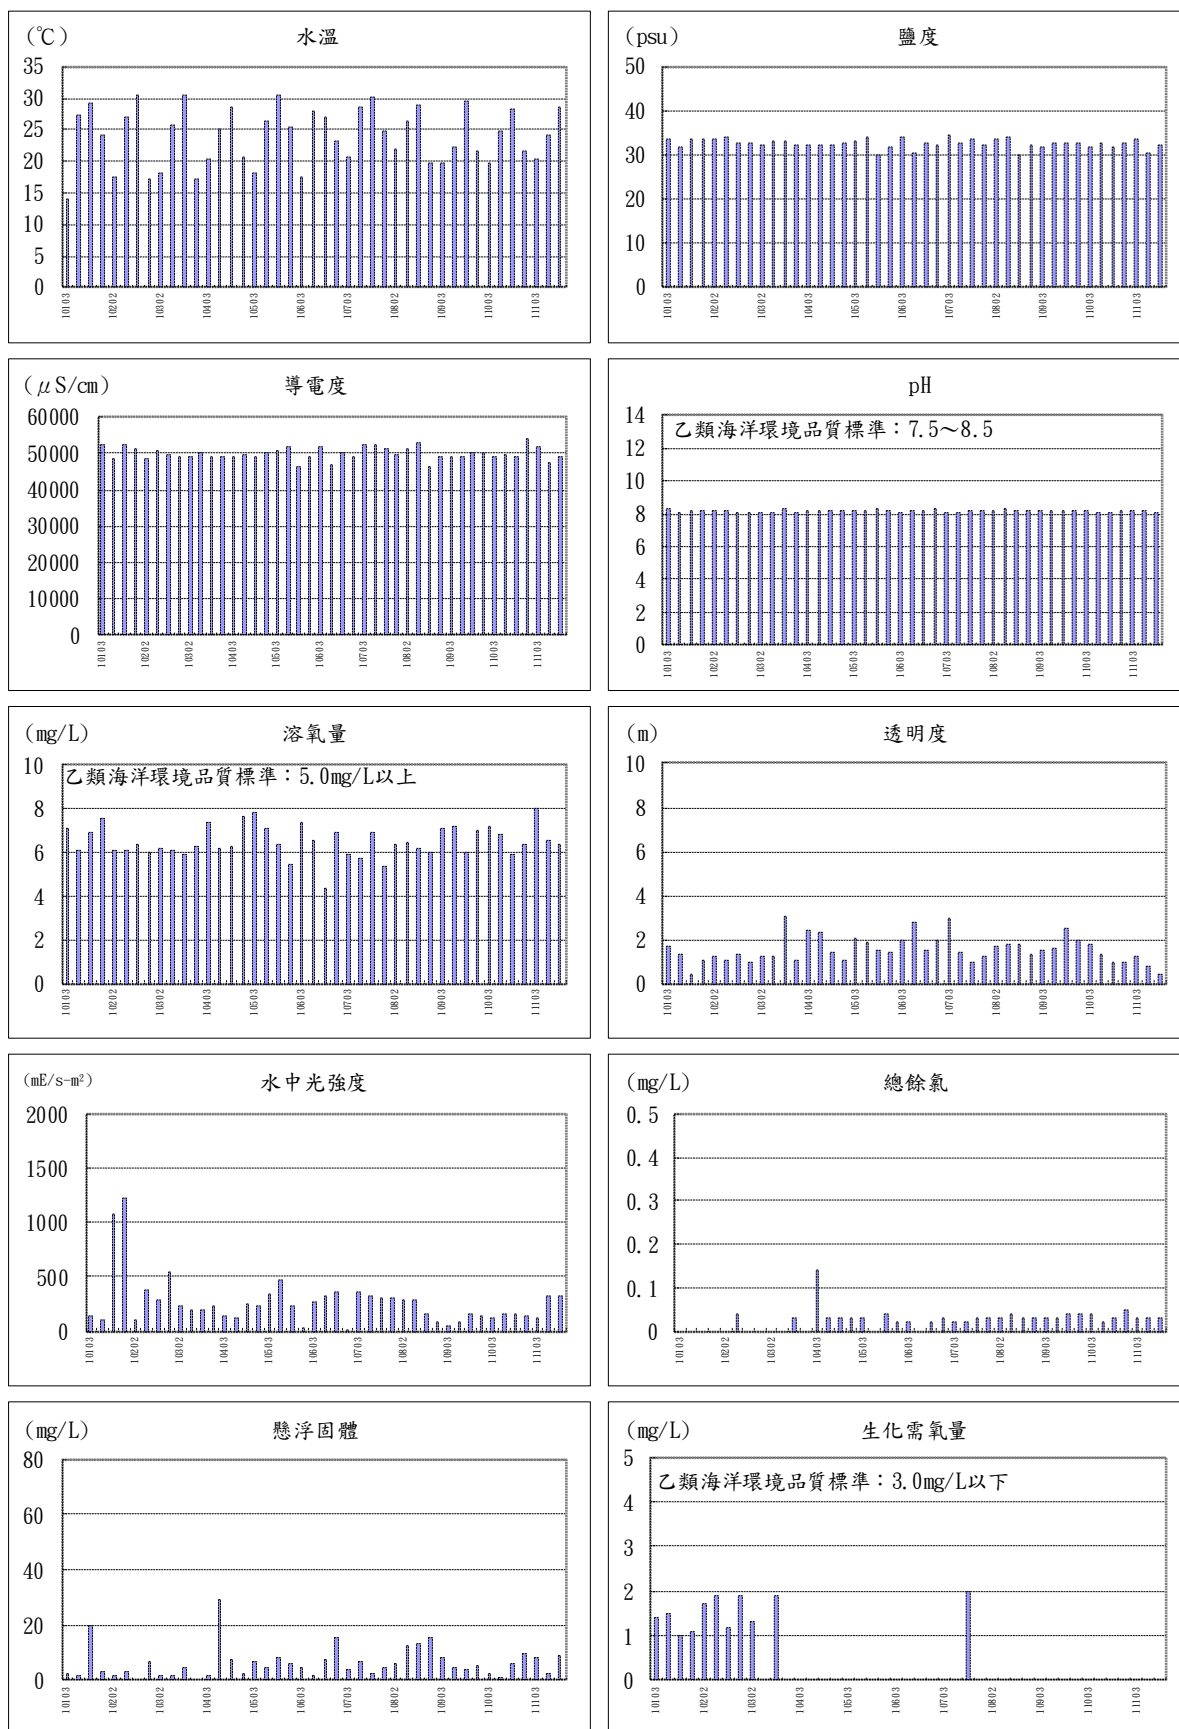 (℃) 水溫
35
30
25
20
15
10
5
0
10103 10202 10302 10403 10503 10603 10703 10802 10903 11003 11103
(psu) 鹽度
50
40
30
20
10
0
10103 10202 10302 10403 10503 10603 10703 10802 10903 11003 11103
(μS/cm) 導電度
60000
50000
40000
30000
20000
10000
0
10103 10202 10302 10403 10503 10603 10703 10802 10903 11003 11103
pH
乙類海洋環境品質標準：7.5～8.5
14
12
10
8
6
4
2
0
10103 10202 10302 10403 10503 10603 10703 10802 10903 11003 11103
(mg/L) 溶氧量
乙類海洋環境品質標準：5.0mg/L以上
10
8
6
4
2
0
10103 10202 10302 10403 10503 10603 10703 10802 10903 11003 11103
(m) 透明度
10
8
6
4
2
0
10103 10202 10302 10403 10503 10603 10703 10802 10903 11003 11103
(mE/s-m²) 水中光強度
2000
1500
1000
500
0
10103 10202 10302 10403 10503 10603 10703 10802 10903 11003 11103
(mg/L) 總餘氯
0.5
0.4
0.3
0.2
0.1
0
10103 10202 10302 10403 10503 10603 10703 10802 10903 11003 11103
(mg/L) 懸浮固體
80
60
40
20
0
10103 10202 10302 10403 10503 10603 10703 10802 10903 11003 11103
(mg/L) 生化需氧量
乙類海洋環境品質標準：3.0mg/L以下
5
4
3
2
1
0
10103 10202 10302 10403 10503 10603 10703 10802 10903 11003 11103